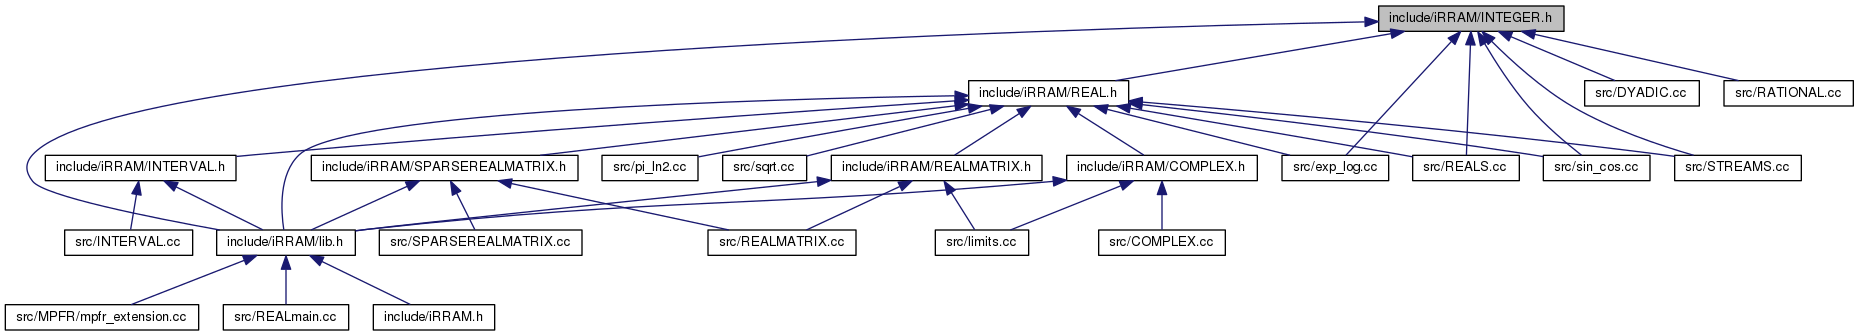 include/iRRAM/INTEGER.h
include/iRRAM/REAL.h
src/DYADIC.cc
src/RATIONAL.cc
include/iRRAM/INTERVAL.h
include/iRRAM/SPARSEREALMATRIX.h
src/pi_ln2.cc
src/sqrt.cc
include/iRRAM/REALMATRIX.h
include/iRRAM/COMPLEX.h
src/exp_log.cc
src/REALS.cc
src/sin_cos.cc
src/STREAMS.cc
src/INTERVAL.cc
include/iRRAM/lib.h
src/SPARSEREALMATRIX.cc
src/REALMATRIX.cc
src/limits.cc
src/COMPLEX.cc
src/MPFR/mpfr_extension.cc
src/REALmain.cc
include/iRRAM.h